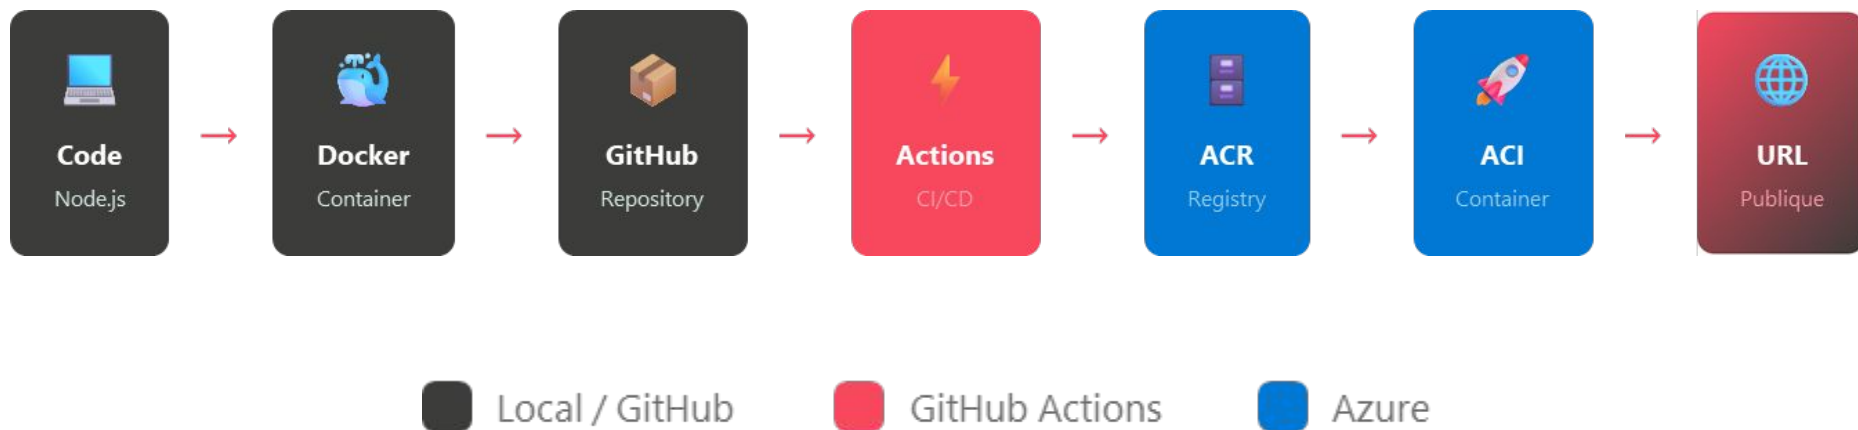 Code
Node.js
→
Docker
Container
→
GitHub
Repository
→
Actions
CI/CD
→
ACR
Registry
→
ACI
Container
→
URL
Publique
Local / GitHub
GitHub Actions
Azure